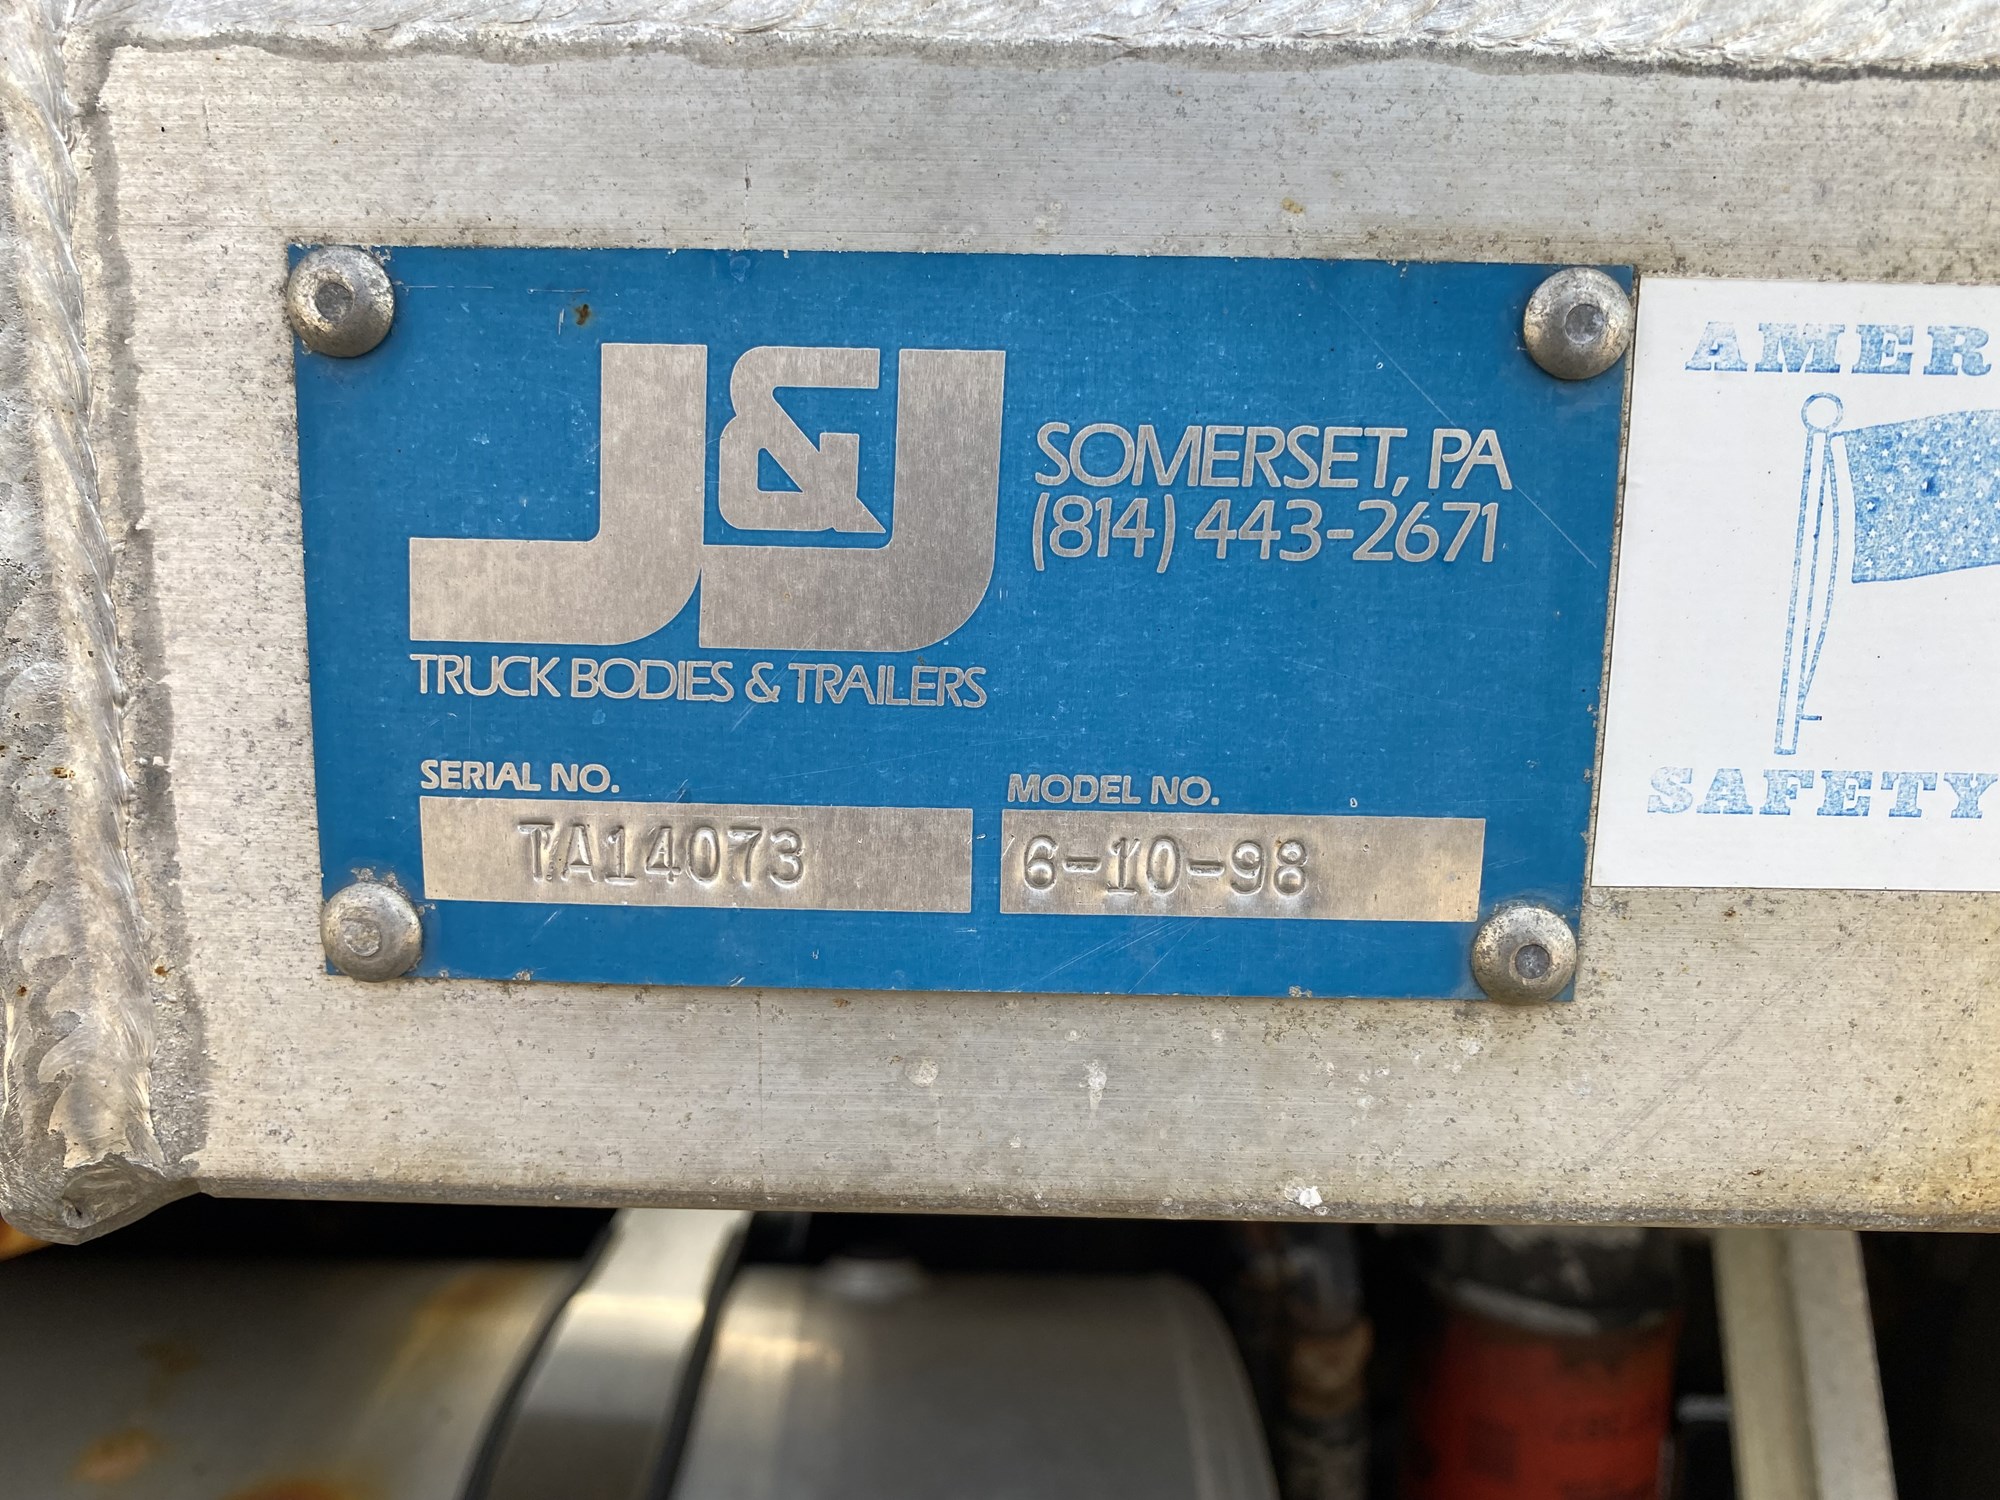 J&J
SOMERSET, PA
(814) 443-2671
TRUCK BODIES & TRAILERS
SERIAL NO.
MODEL NO.
TA14073
6-10-98
AMER
SAFETY